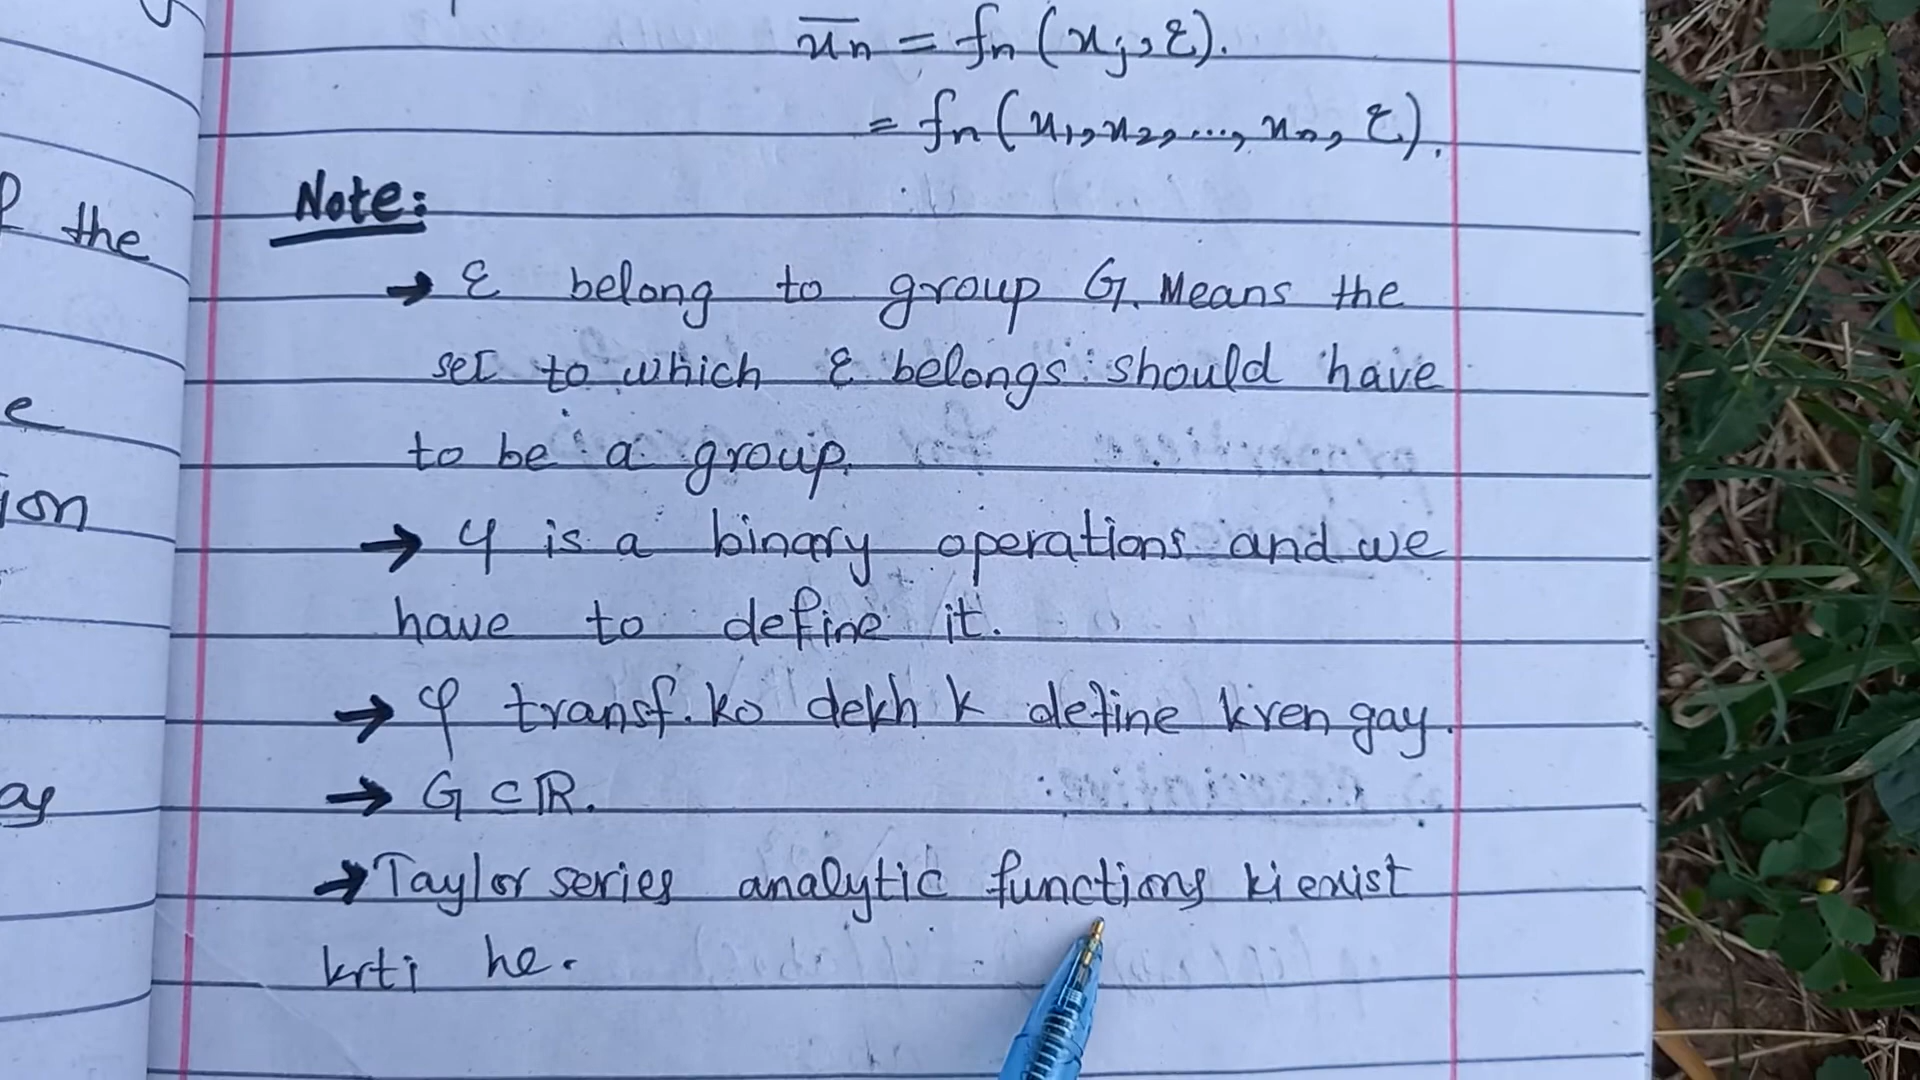 f the
e
ion
as
x̄n = fn (xj, ε).
= fn (x1, x2, ..., xn, ε).
Note:
→ ε belong to group G. Means the
set to which ε belongs should have
to be a group.
→ φ is a binary operations and we
have to define it.
→ φ transf. ko dekh k define kren gay.
→ G ⊂ ℝ.
→ Taylor series analytic functions ki exist
krti he.